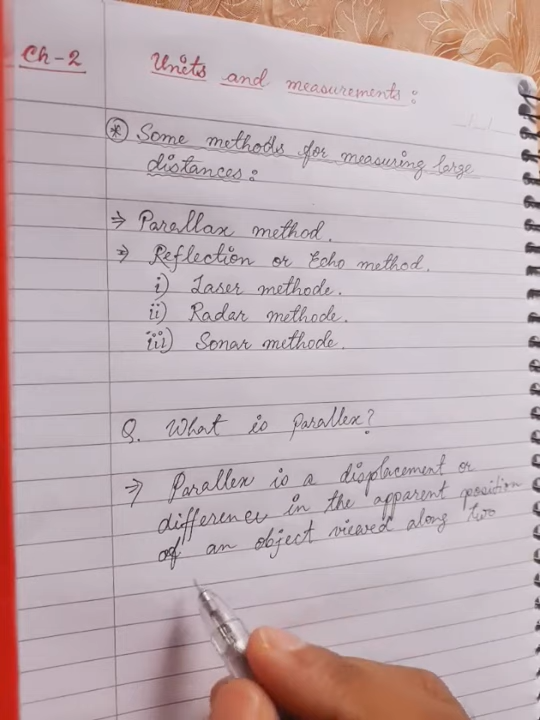 Ch-2
Units and measurements :
* Some methods for measuring large
distances :
⇒ Parallax method.
⇒ Reflection or Echo method.
i) Laser methode.
ii) Radar methode.
iii) Sonar methode.
Q. What is Parallex?
⇒ Parallex is a displacement or
difference in the apparent position
of an object viewed along two